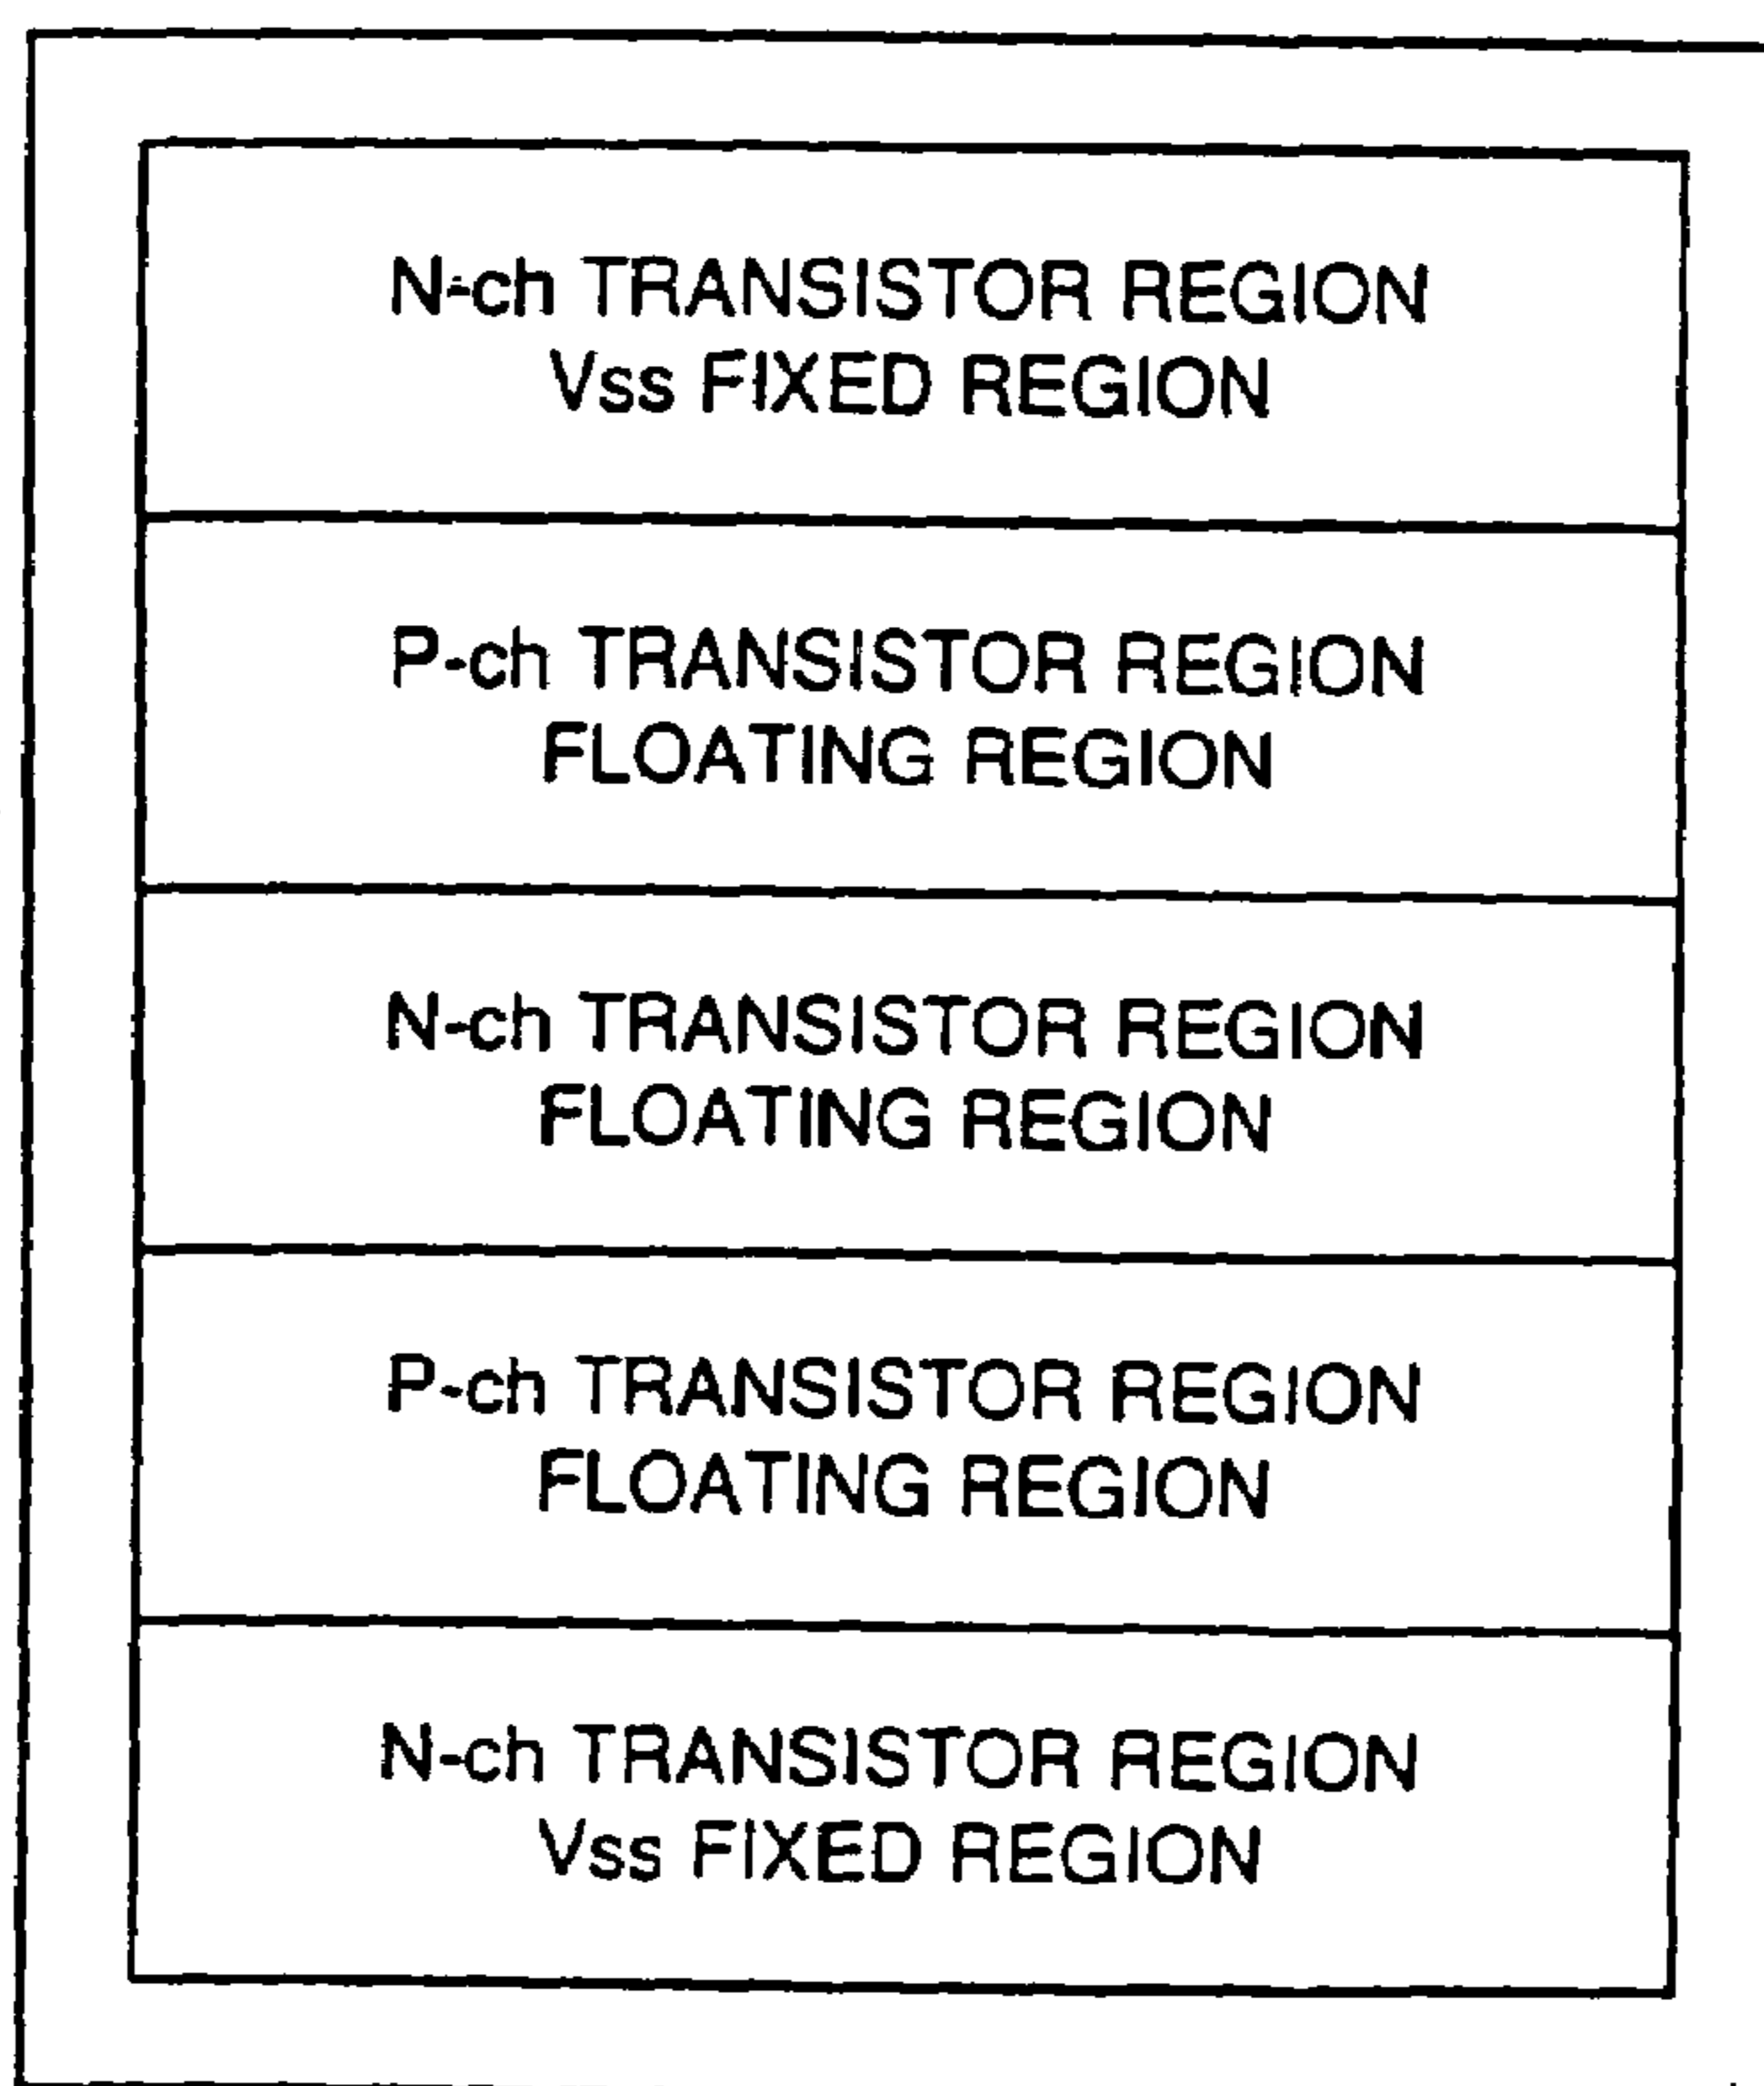 N-ch TRANSISTOR REGION
Vss FIXED REGION
P-ch TRANSISTOR REGION
FLOATING REGION
N-ch TRANSISTOR REGION
FLOATING REGION
P-ch TRANSISTOR REGION
FLOATING REGION
N-ch TRANSISTOR REGION
Vss FIXED REGION